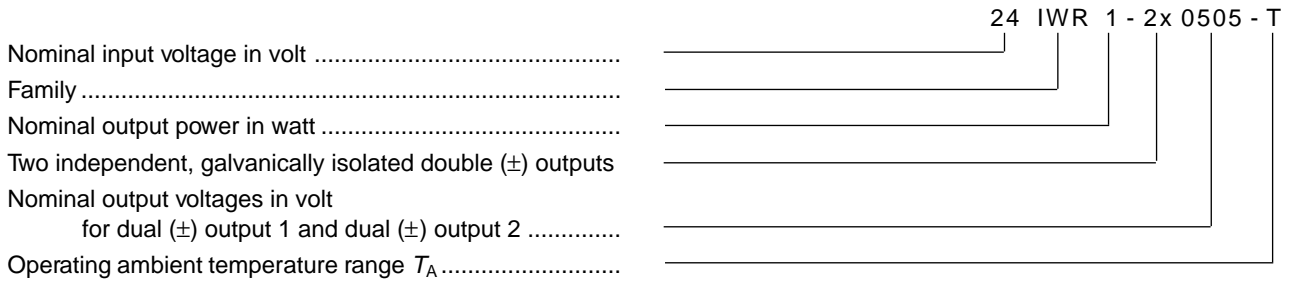 24 IWR 1 - 2x 0505 - T
Nominal input voltage in volt ..............................................
Family .................................................................................
Nominal output power in watt .............................................
Two independent, galvanically isolated double (±) outputs
Nominal output voltages in volt
for dual (±) output 1 and dual (±) output 2 ..............
Operating ambient temperature range TA ...........................